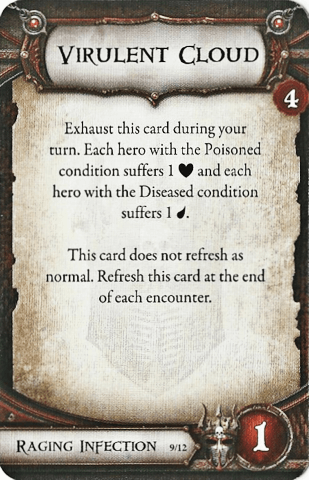 Virulent Cloud
4
Exhaust this card during your
turn. Each hero with the Poisoned
condition suffers 1 ♥ and each
hero with the Diseased condition
suffers 1 .
This card does not refresh as
normal. Refresh this card at the end
of each encounter.
Raging Infection 9/12
1